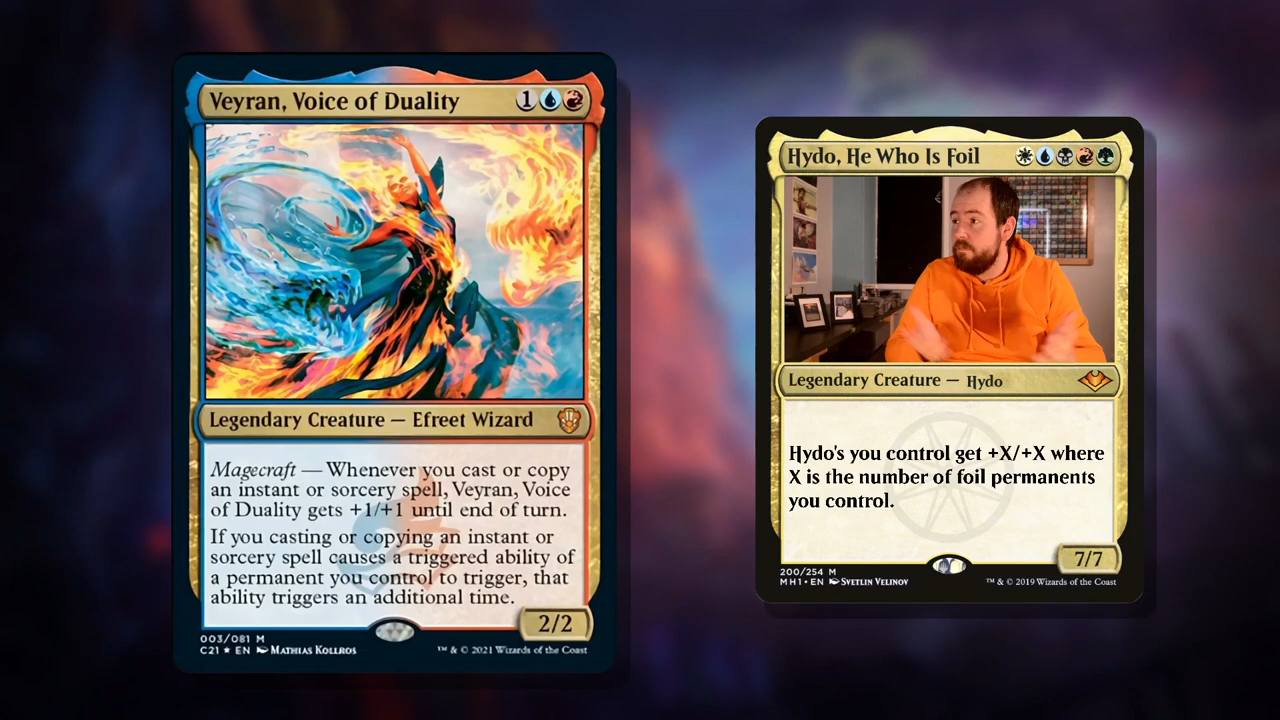 Veyran, Voice of Duality
1
Legendary Creature — Efreet Wizard
Magecraft — Whenever you cast or copy
an instant or sorcery spell, Veyran, Voice
of Duality gets +1/+1 until end of turn.
If you casting or copying an instant or
sorcery spell causes a triggered ability of
a permanent you control to trigger, that
ability triggers an additional time.
2/2
003/081 M
C21 ★ EN Mathias Kollros
™ & © 2021 Wizards of the Coast
Hydo, He Who Is Foil
Legendary Creature — Hydo
Hydo's you control get +X/+X where
X is the number of foil permanents
you control.
7/7
200/254 M
MH1 • EN Svetlin Velinov
™ & © 2019 Wizards of the Coast